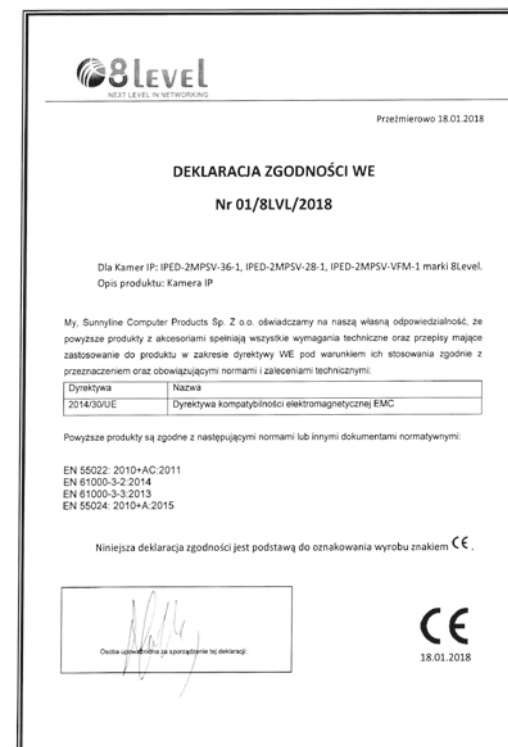 8level
NEXT LEVEL IN NETWORKING
Przeźmierowo 18.01.2018
DEKLARACJA ZGODNOŚCI WE
Nr 01/8LVL/2018
Dla Kamer IP: IPED-2MPSV-36-1, IPED-2MPSV-28-1, IPED-2MPSV-VFM-1 marki 8Level.
Opis produktu: Kamera IP
My, Sunnyline Computer Products Sp. Z o.o. oświadczamy na naszą własną odpowiedzialność, że
powyższe produkty z akcesoriami spełniają wszystkie wymagania techniczne oraz przepisy mające
zastosowanie do produktu w zakresie dyrektywy WE pod warunkiem ich stosowania zgodnie z
przeznaczeniem oraz obowiązującymi normami i zaleceniami technicznymi:
Dyrektywa Nazwa
2014/30/UE Dyrektywa kompatybilności elektromagnetycznej EMC
Powyższe produkty są zgodne z następującymi normami lub innymi dokumentami normatywnymi:
EN 55022: 2010+AC:2011
EN 61000-3-2:2014
EN 61000-3-3:2013
EN 55024: 2010+A:2015
Niniejsza deklaracja zgodności jest podstawą do oznakowania wyrobu znakiem CE.
Osoba upoważniona za sporządzenie tej deklaracji:
CE
18.01.2018